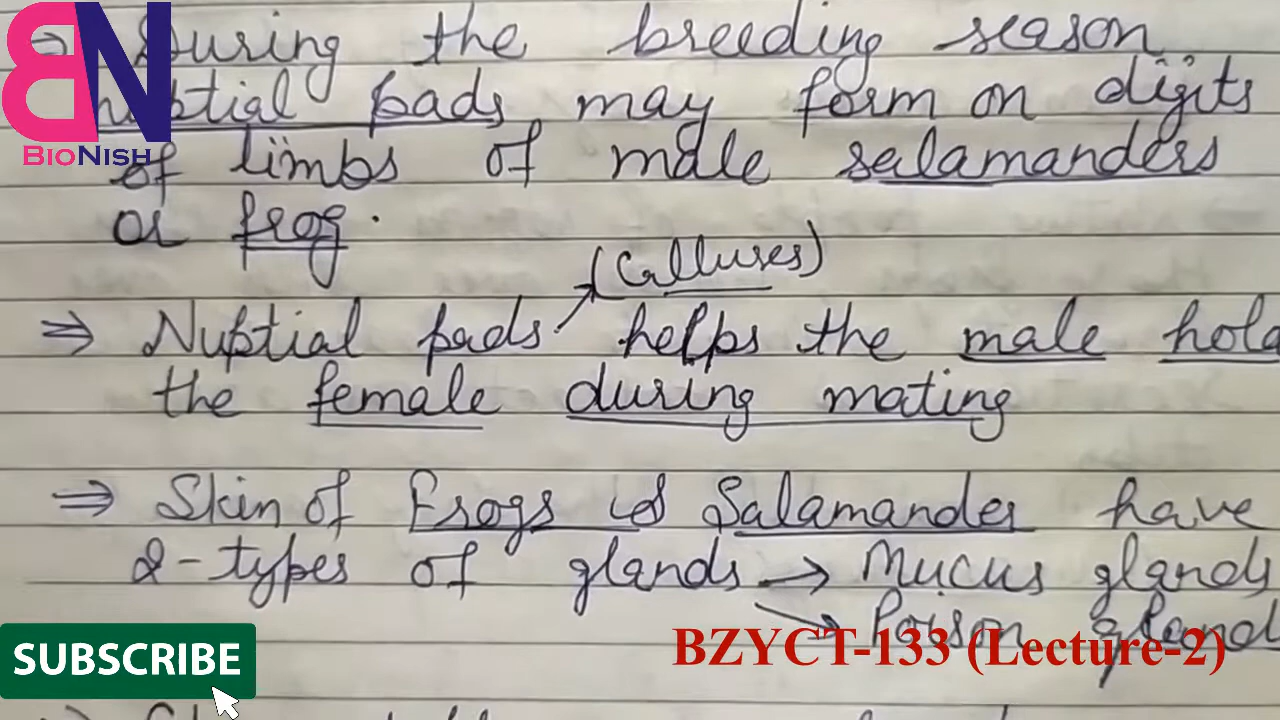 ⇒ During the breeding season
nuptial pads may form on digits
of limbs of male salamanders
or frog.
(Calluses)
⇒ Nuptial pads helps the male hold
the female during mating
⇒ Skin of Frogs & Salamander have
2-types of glands → Mucus glands
→ Poison gland
BN
BIONISH
SUBSCRIBE
BZYCT-133 (Lecture-2)